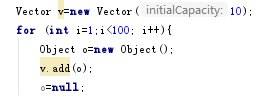 Vector v=new Vector( initialCapacity: 10);
for (int i=1;i<100; i++){
Object o=new Object();
v.add(o);
o=null;